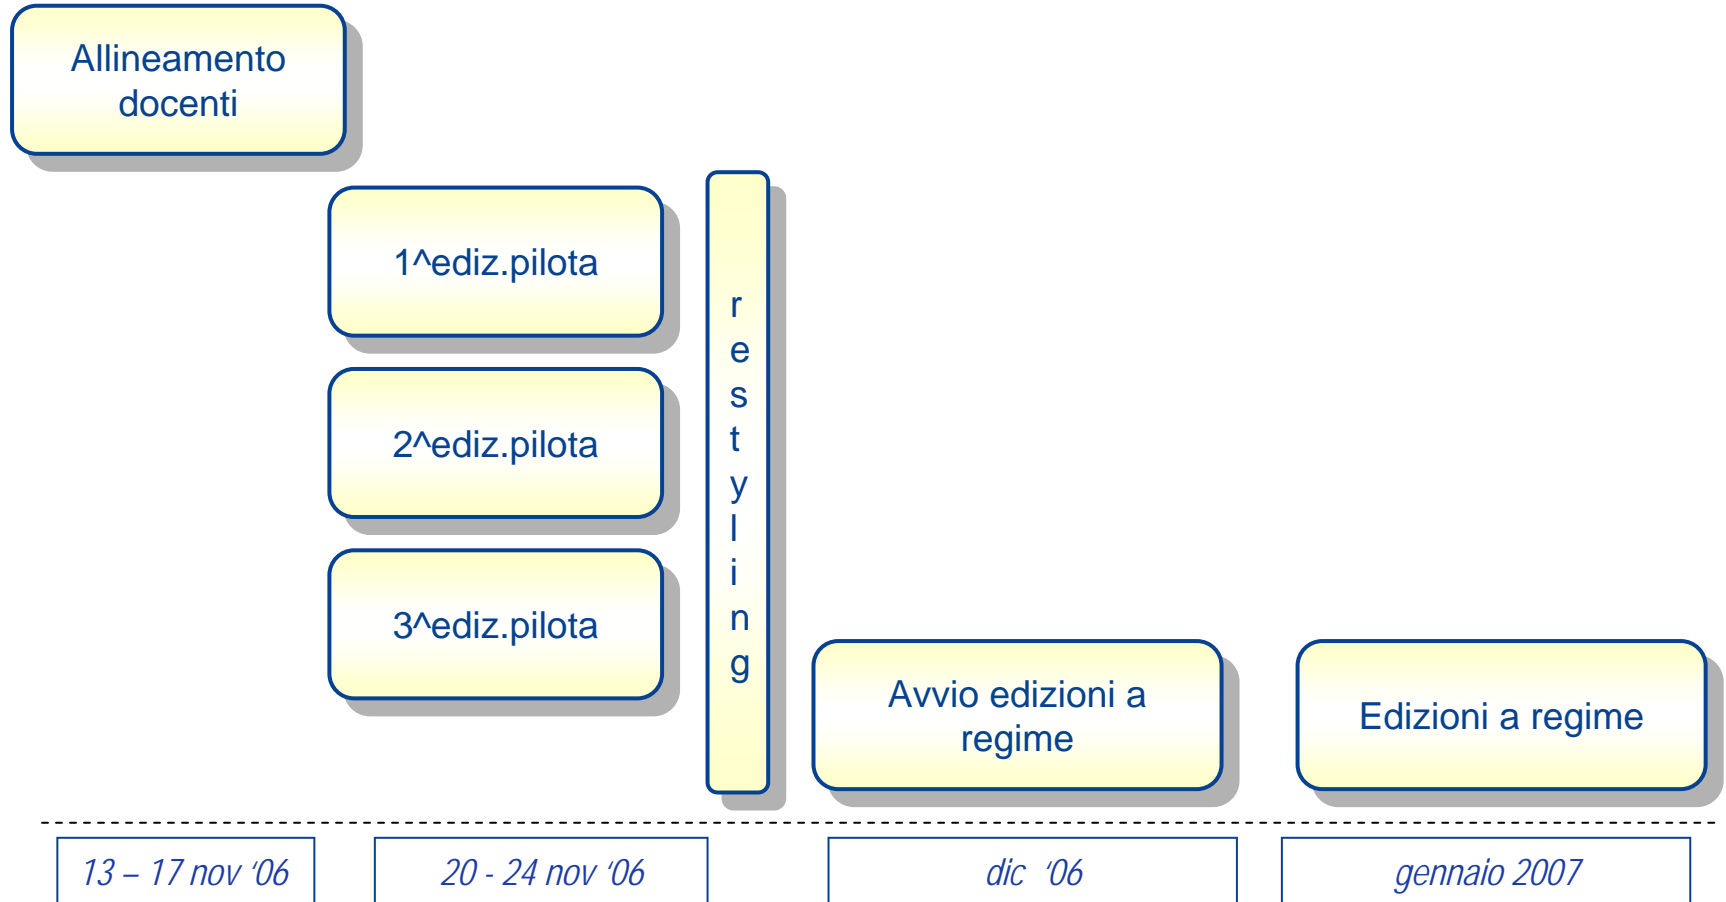 Allineamento
docenti
1^ediz.pilota
2^ediz.pilota
3^ediz.pilota
restyling
Avvio edizioni a
regime
Edizioni a regime
13 – 17 nov ‘06
20 - 24 nov ‘06
dic ‘06
gennaio 2007